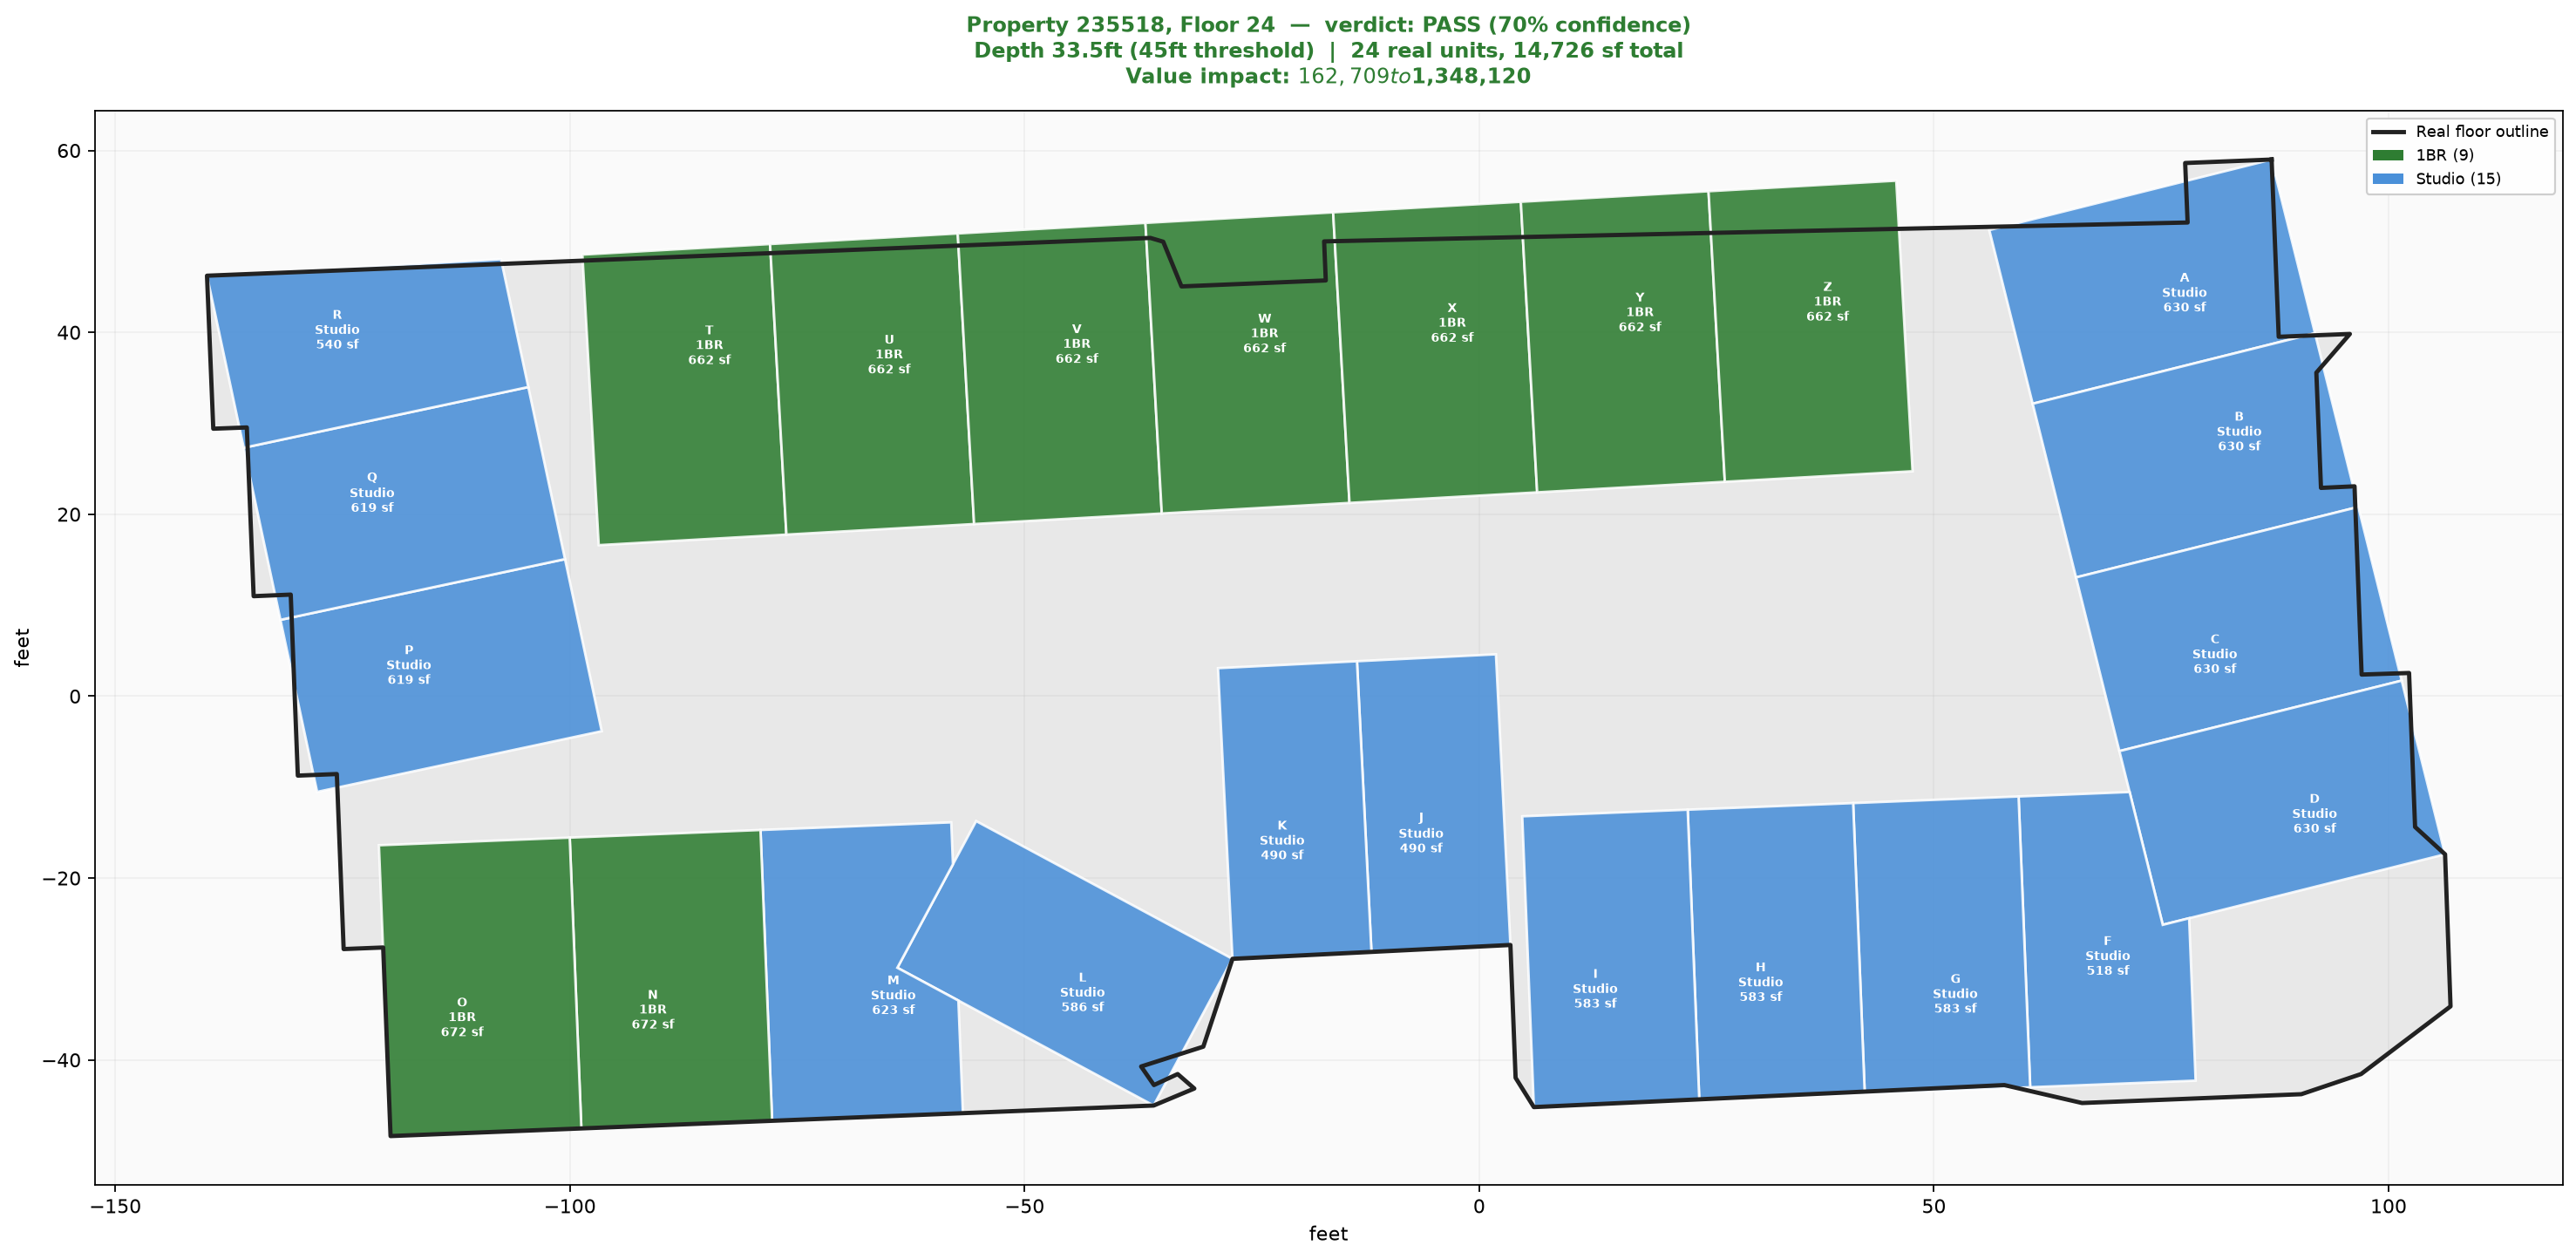 Property 235518, Floor 24 — verdict: PASS (70% confidence)
Depth 33.5ft (45ft threshold) | 24 real units, 14,726 sf total
Value impact: 162,709to1,348,120
Real floor outline
1BR (9)
Studio (15)
60
40
20
0
−20
−40
feet
−150
−100
−50
0
50
100
feet
R
Studio
540 sf
Q
Studio
619 sf
P
Studio
619 sf
T
1BR
662 sf
U
1BR
662 sf
V
1BR
662 sf
W
1BR
662 sf
X
1BR
662 sf
Y
1BR
662 sf
Z
1BR
662 sf
A
Studio
630 sf
B
Studio
630 sf
C
Studio
630 sf
D
Studio
630 sf
O
1BR
672 sf
N
1BR
672 sf
M
Studio
623 sf
L
Studio
586 sf
K
Studio
490 sf
J
Studio
490 sf
I
Studio
583 sf
H
Studio
583 sf
G
Studio
583 sf
F
Studio
518 sf